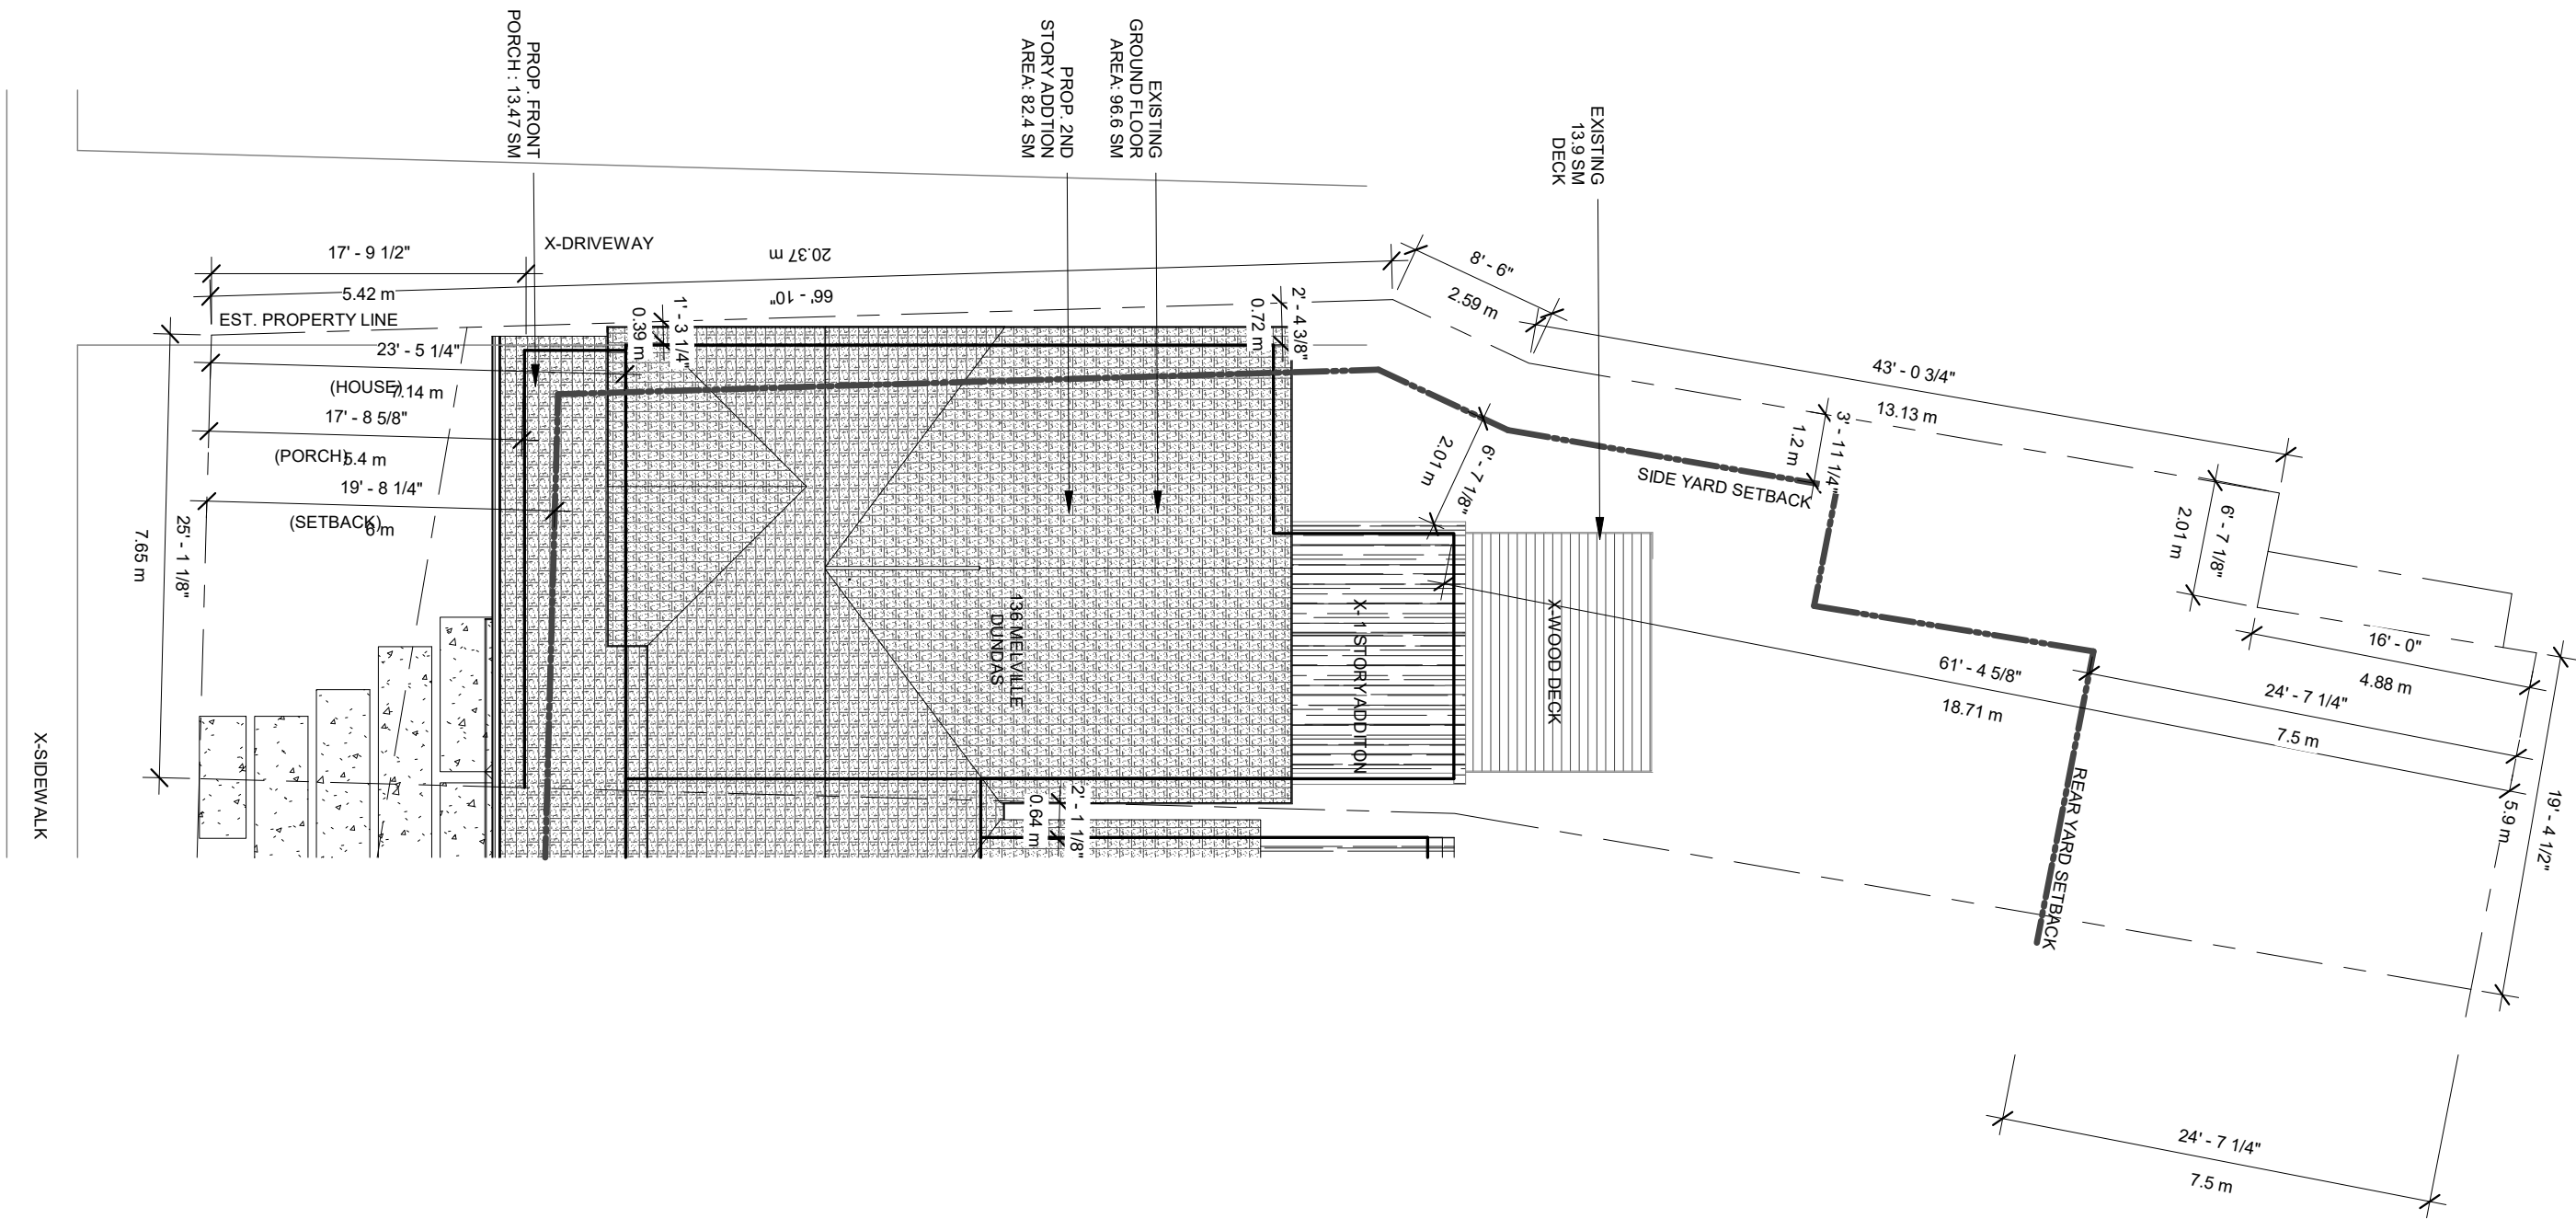 PROP. FRONT
PORCH : 13.47 SM
PROP. 2ND
STORY ADDTION
AREA: 82.4 SM
EXISTING
GROUND FLOOR
AREA: 96.6 SM
EXISTING
13.9 SM
DECK
17' - 9 1/2"
5.42 m
X-DRIVEWAY
20.37 m
66' - 10"
EST. PROPERTY LINE
23' - 5 1/4"
(HOUSE)
7.14 m
17' - 8 5/8"
(PORCH)
5.4 m
19' - 8 1/4"
(SETBACK)
6 m
25' - 1 1/8"
7.65 m
1' - 3 1/4"
0.39 m
2' - 4 3/8"
0.72 m
8' - 6"
2.59 m
43' - 0 3/4"
13.13 m
3' - 11 1/4"
1.2 m
SIDE YARD SETBACK
6' - 7 1/8"
2.01 m
6' - 7 1/8"
2.01 m
16' - 0"
4.88 m
61' - 4 5/8"
18.71 m
24' - 7 1/4"
7.5 m
19' - 4 1/2"
5.9 m
REAR YARD SETBACK
136 MELVILLE
DUNDAS
X-1 STORY ADDITON
X-WOOD DECK
2' - 1 1/8"
0.64 m
X-SIDEWALK
24' - 7 1/4"
7.5 m